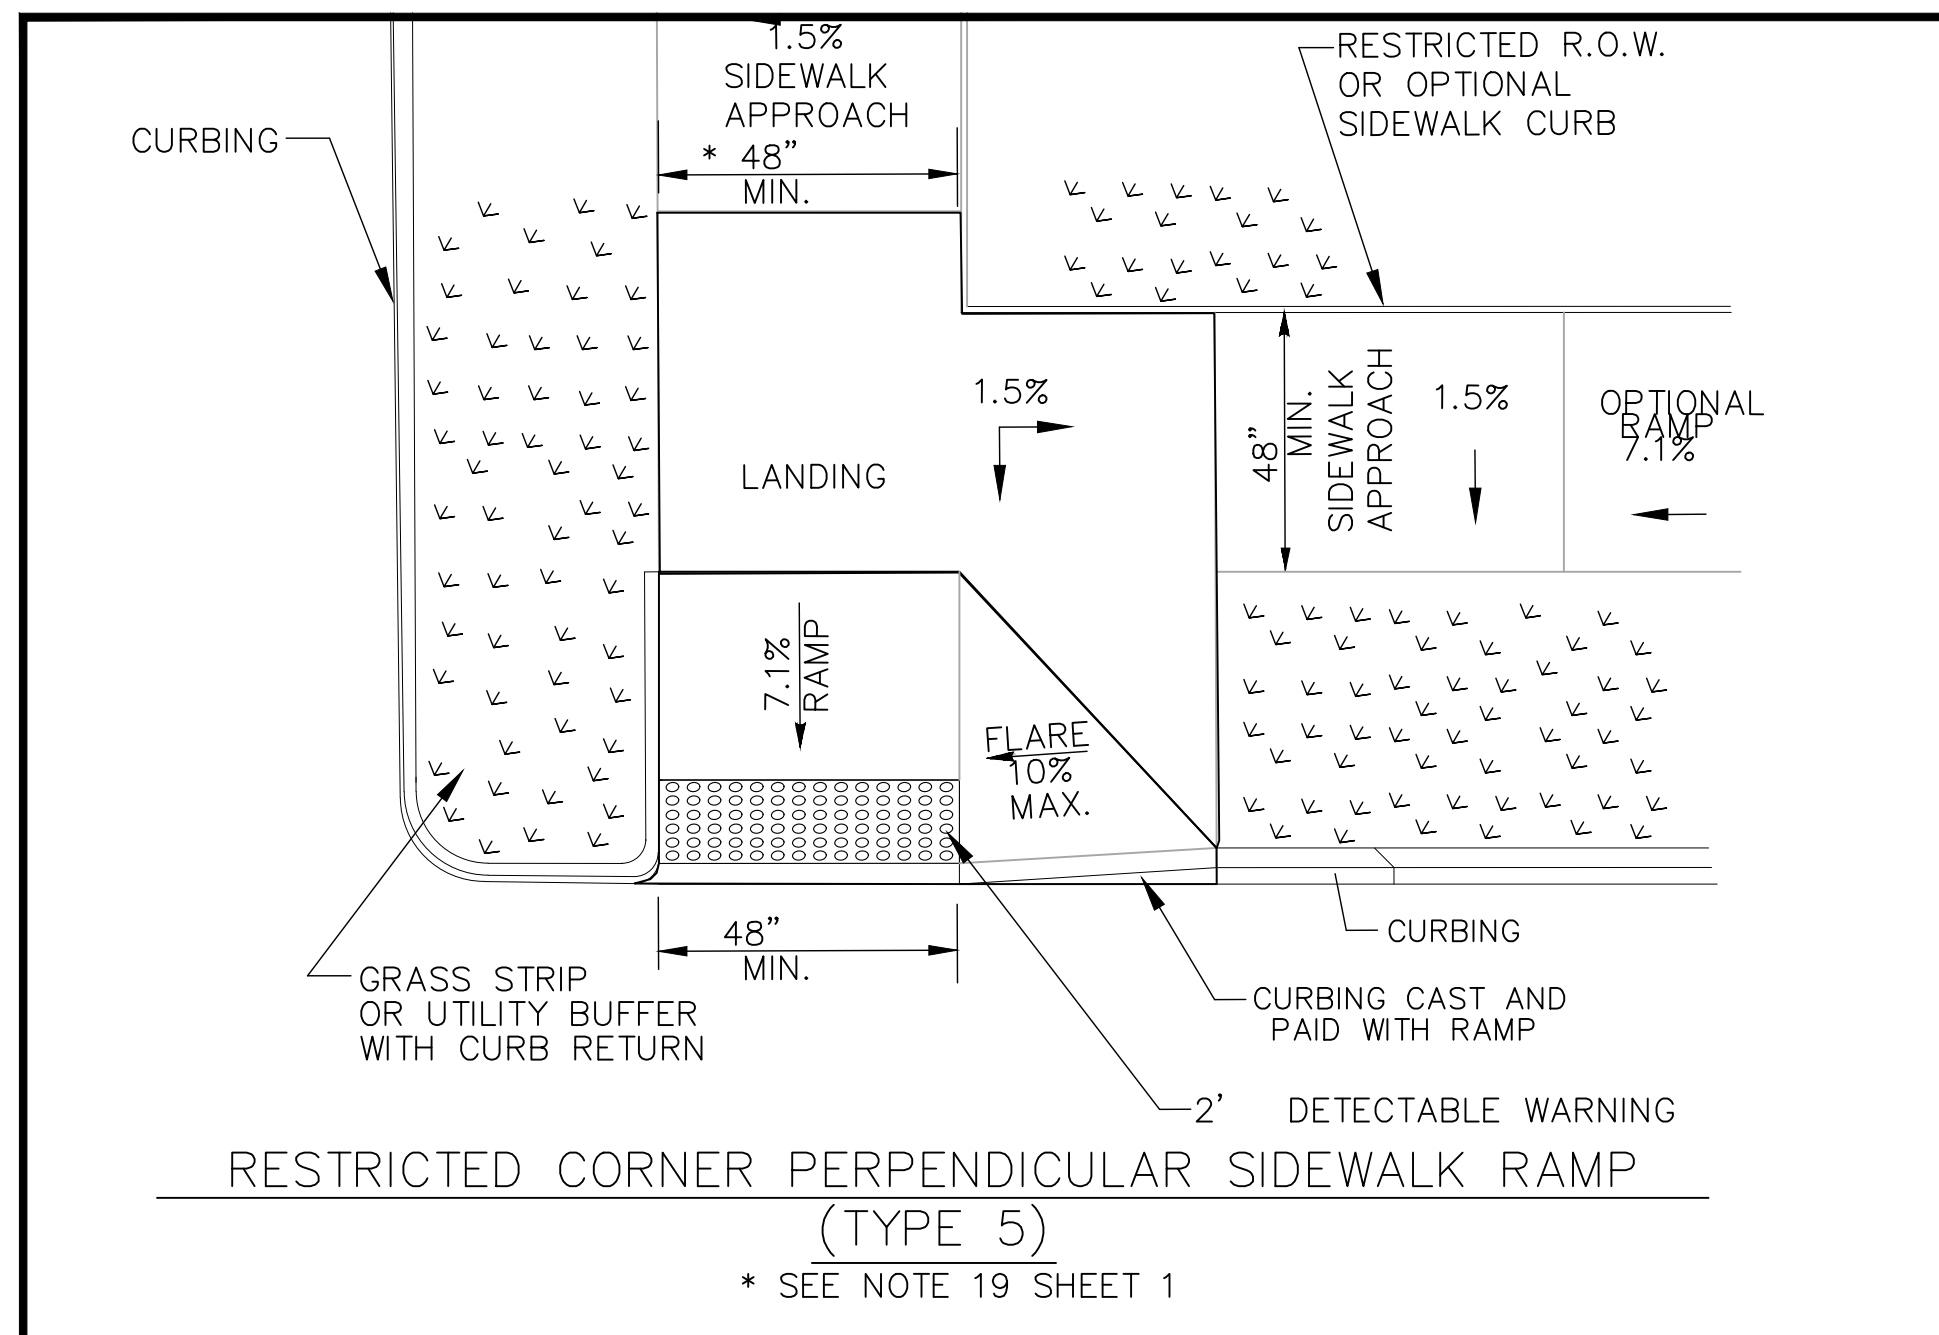 1.5%
SIDEWALK
APPROACH
* 48”
MIN.
RESTRICTED R.O.W.
OR OPTIONAL
SIDEWALK CURB
CURBING
1.5%
LANDING
48”
MIN.
SIDEWALK
APPROACH
1.5%
OPTIONAL
RAMP
7.1%
7.1%
RAMP
FLARE
10%
MAX.
48”
MIN.
CURBING
GRASS STRIP
OR UTILITY BUFFER
WITH CURB RETURN
CURBING CAST AND
PAID WITH RAMP
2’ DETECTABLE WARNING
RESTRICTED CORNER PERPENDICULAR SIDEWALK RAMP
(TYPE 5)
* SEE NOTE 19 SHEET 1